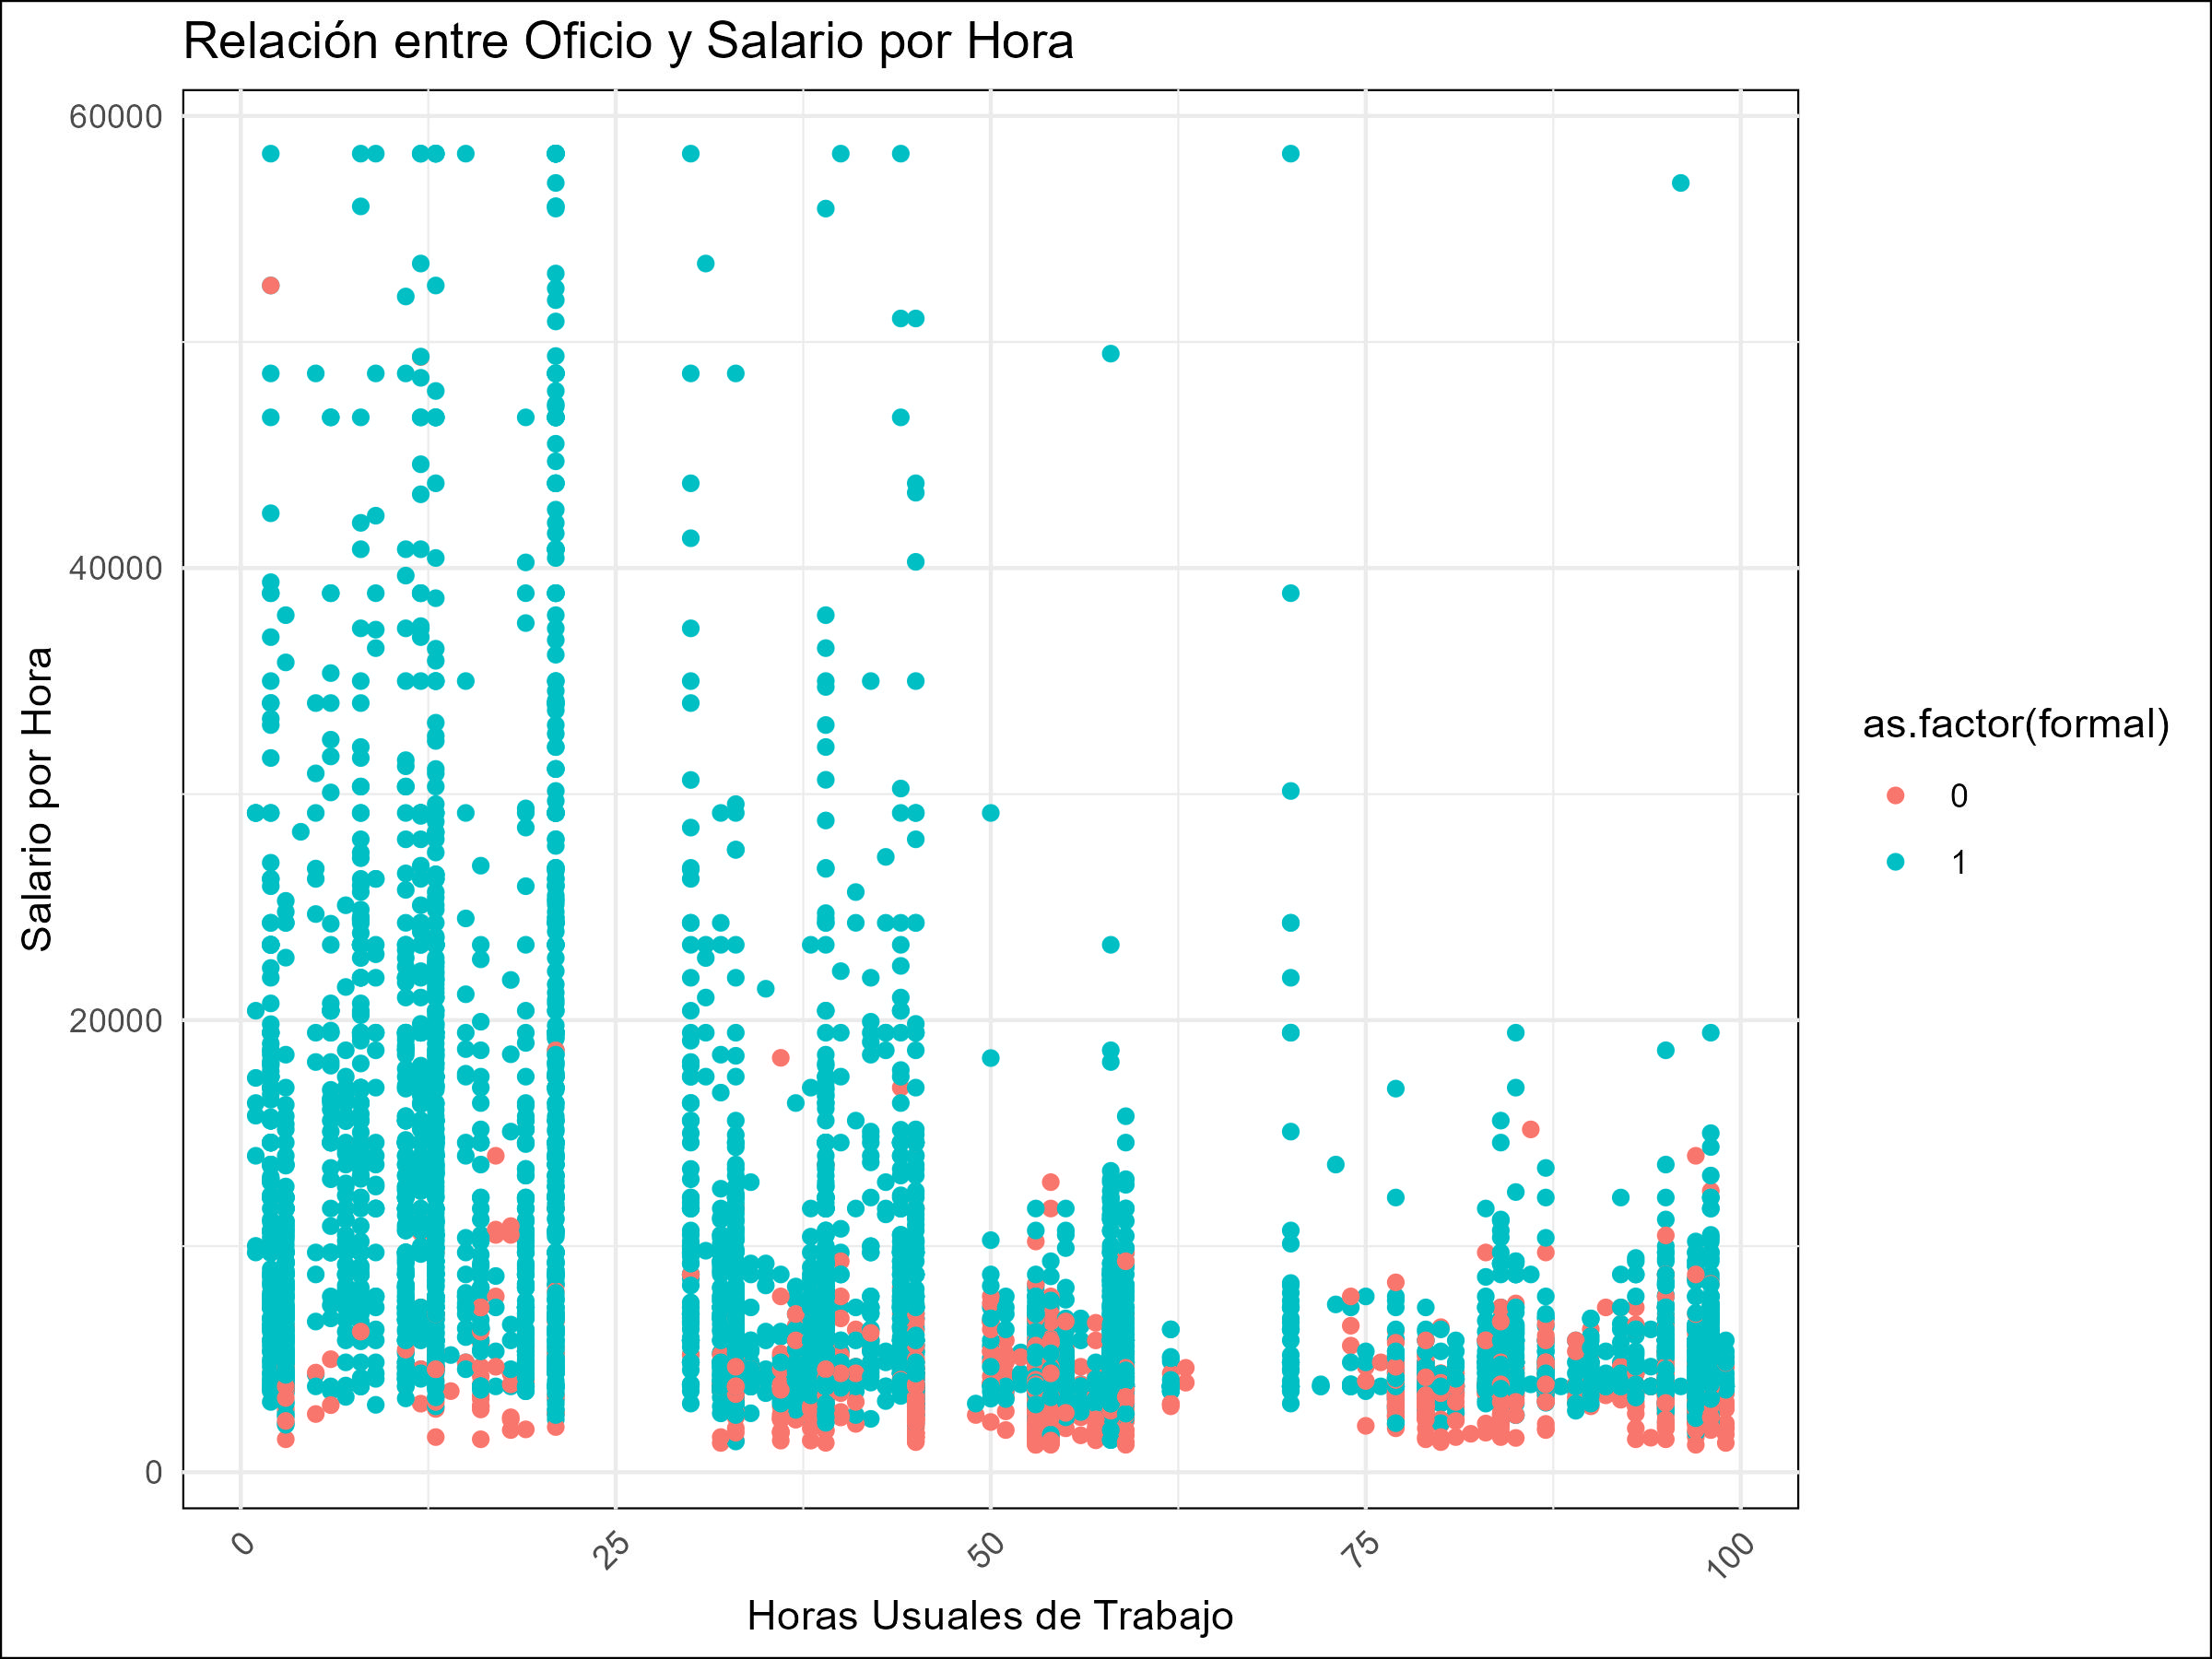 Relación entre Oficio y Salario por Hora
60000
40000
20000
0
Salario por Hora
0
25
50
75
100
Horas Usuales de Trabajo
as.factor(formal)
0
1